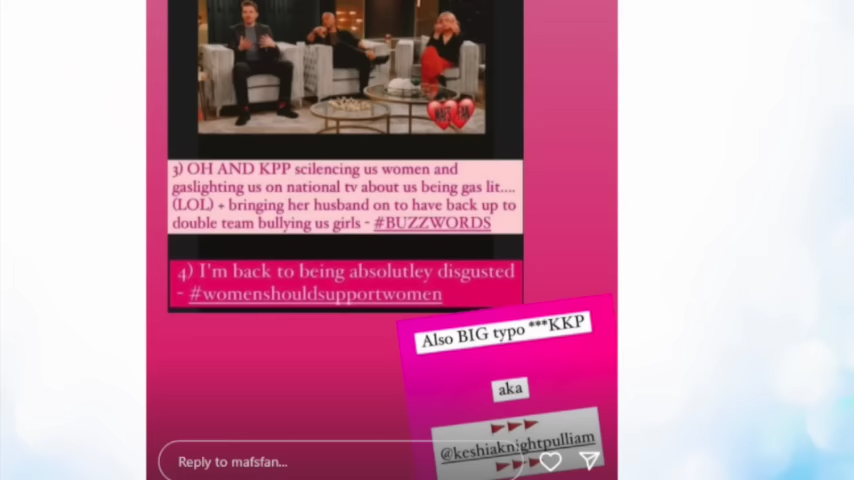 MAFS FAN
3) OH AND KPP scilencing us women and
gaslighting us on national tv about us being gas lit....
(LOL) + bringing her husband on to have back up to
double team bullying us girls - #BUZZWORDS
4) I'm back to being absolutley disgusted
- #womenshouldsupportwomen
Also BIG typo ***KKP
aka
@keshiaknightpulliam
Reply to mafsfan...